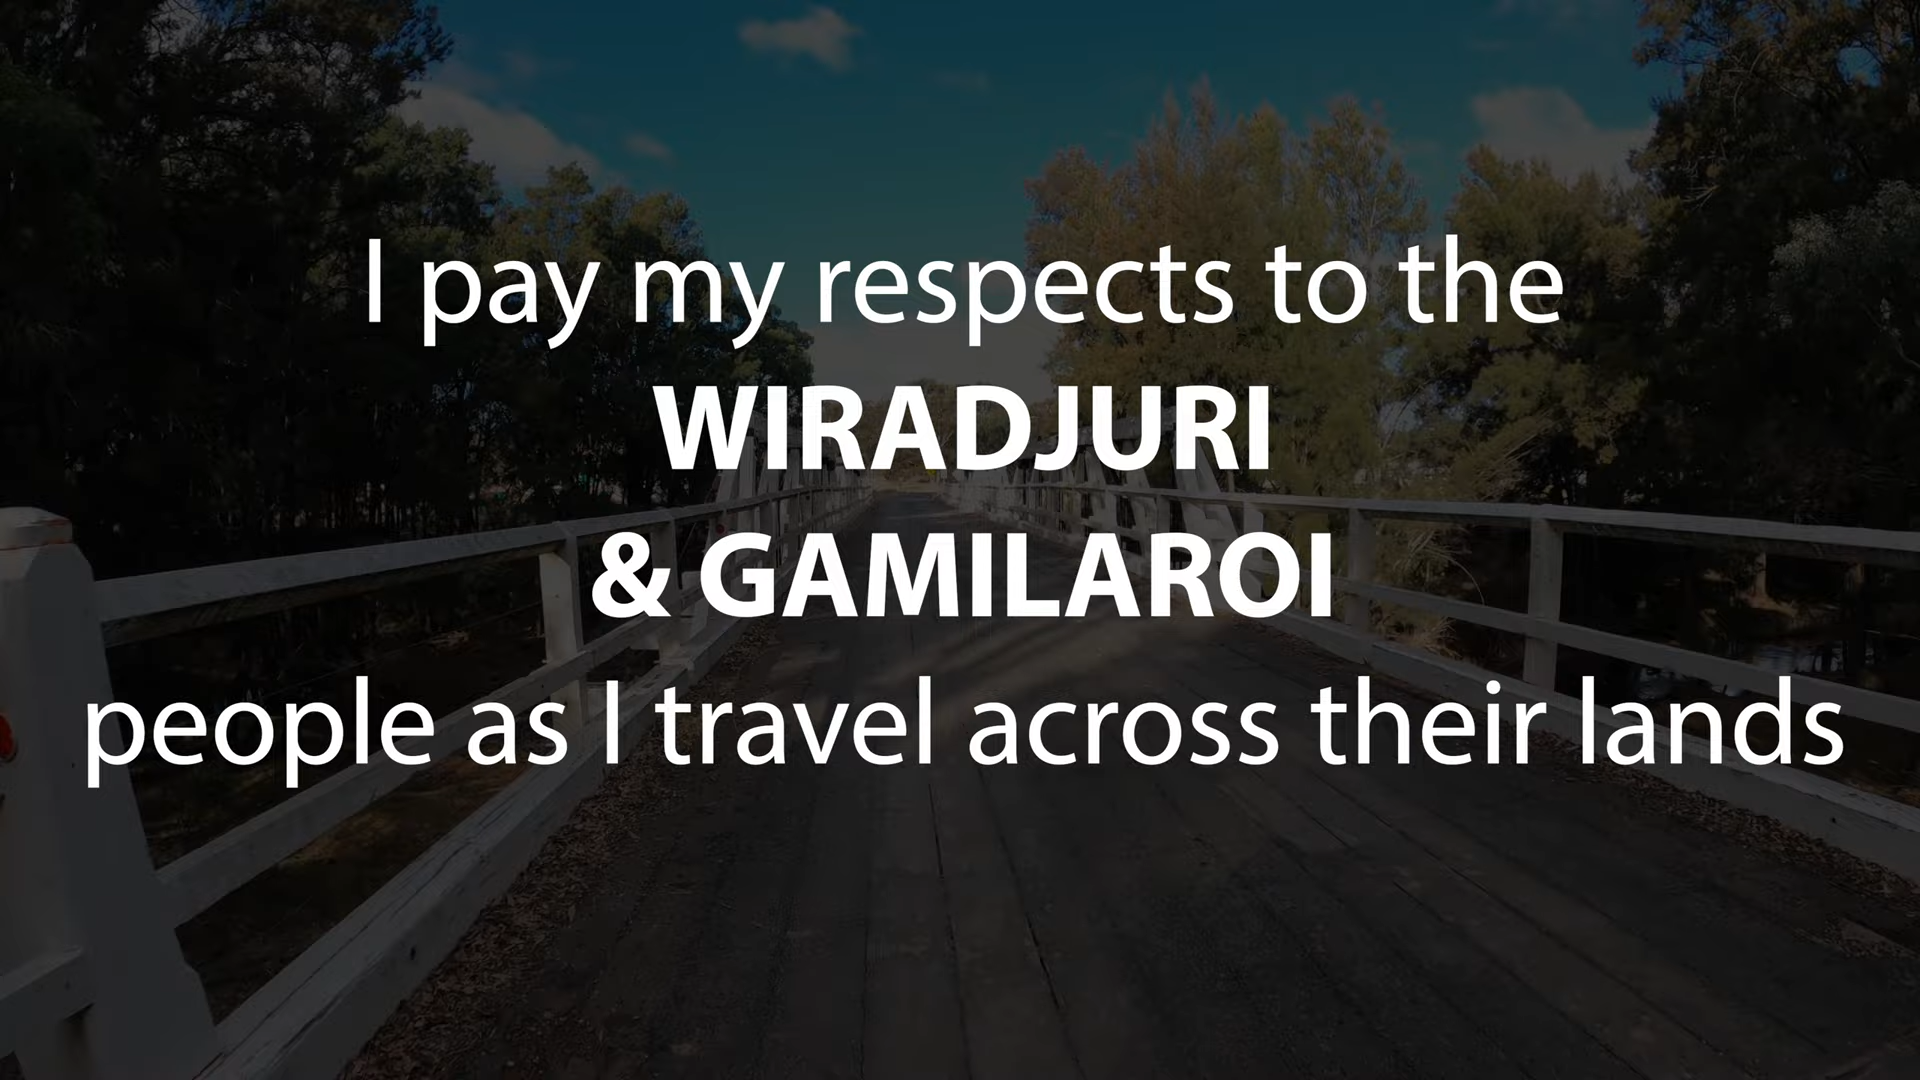 I pay my respects to the
WIRADJURI
& GAMILAROI
people as I travel across their lands